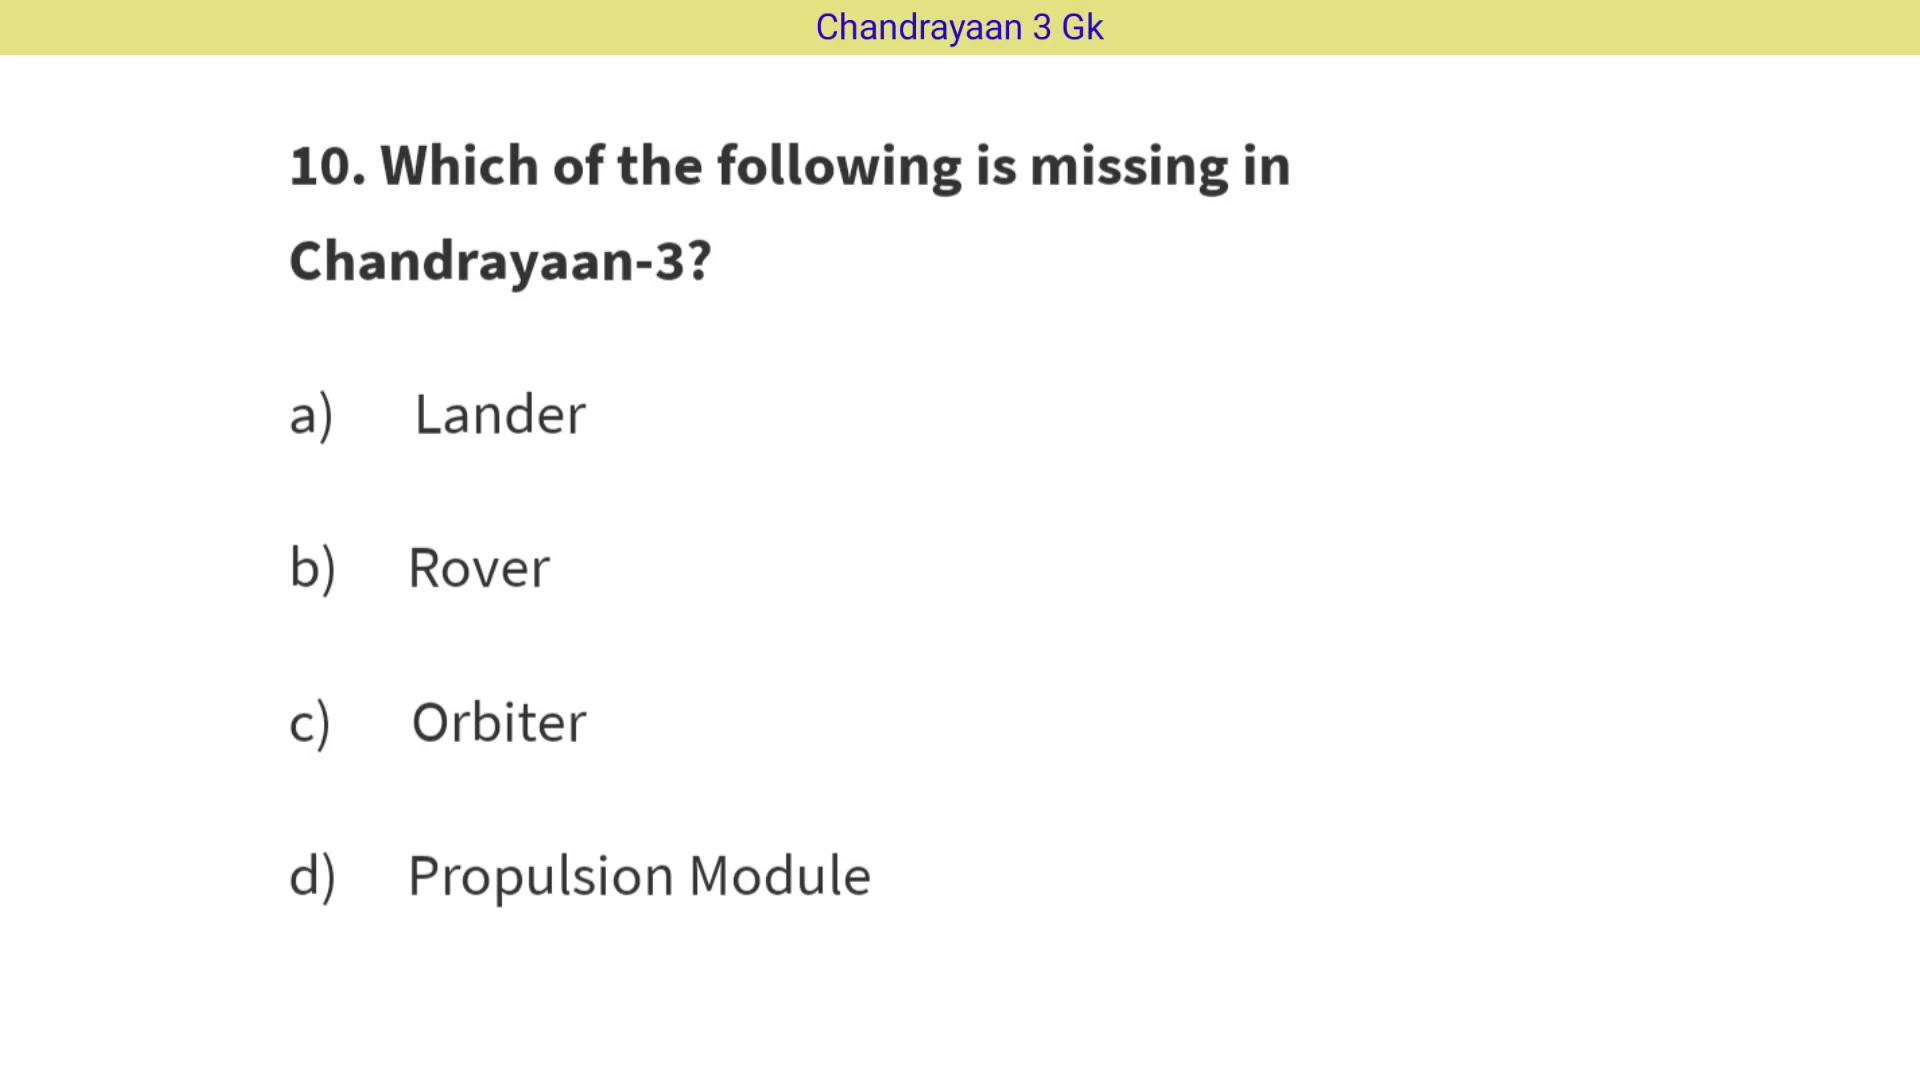 Chandrayaan 3 Gk
10. Which of the following is missing in
Chandrayaan-3?
a) Lander
b) Rover
c) Orbiter
d) Propulsion Module